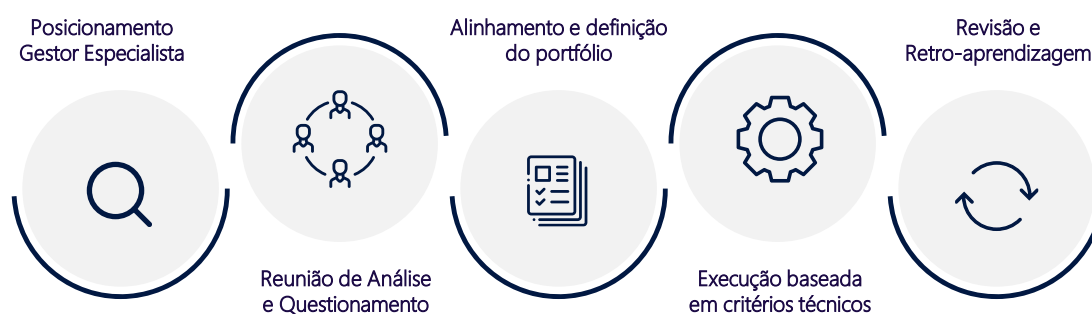 Posicionamento
Gestor Especialista
Reunião de Análise
e Questionamento
Alinhamento e definição
do portfólio
Execução baseada
em critérios técnicos
Revisão e
Retro-aprendizagem